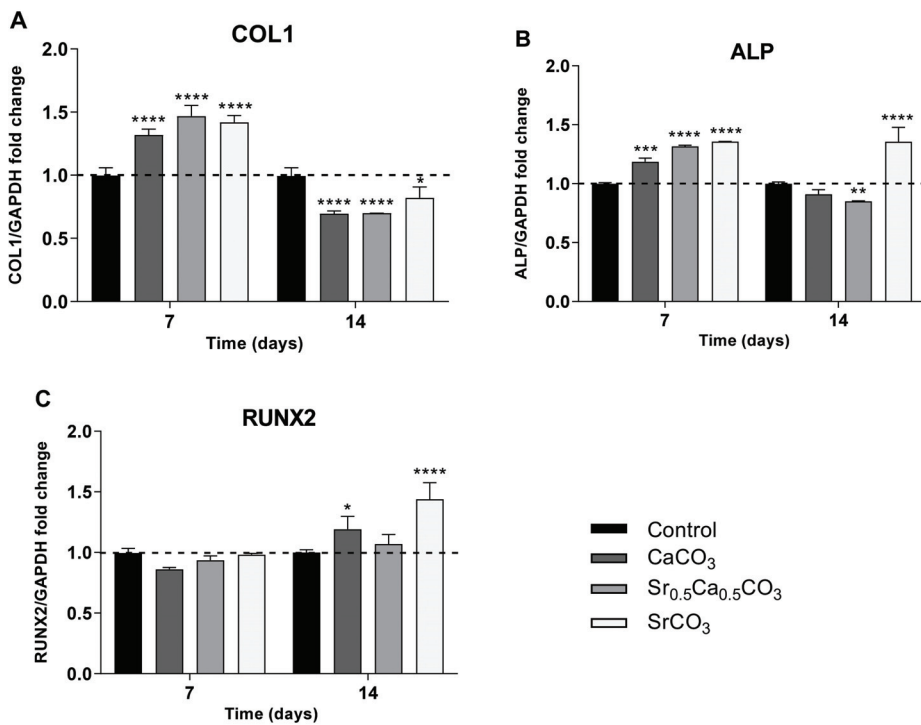 A
COL1
COL1/GAPDH fold change
2.0
1.5
1.0
0.5
0.0
**** **** ****
**** **** *
7 14
Time (days)
B
ALP
ALP/GAPDH fold change
2.0
1.5
1.0
0.5
0.0
*** **** ****
** ****
7 14
Time (days)
C
RUNX2
RUNX2/GAPDH fold change
2.0
1.5
1.0
0.5
0.0
* ****
7 14
Time (days)
Control
CaCO₃
Sr₀.₅Ca₀.₅CO₃
SrCO₃